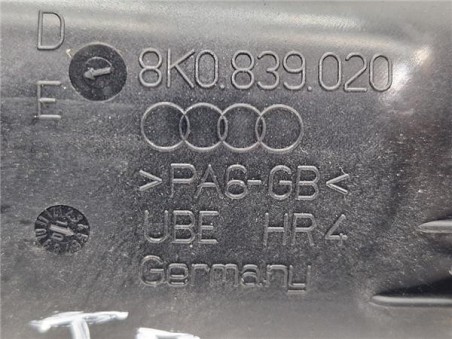 D
E
8K0.839.020
>PA6-GB<
UBE HR4
Germany